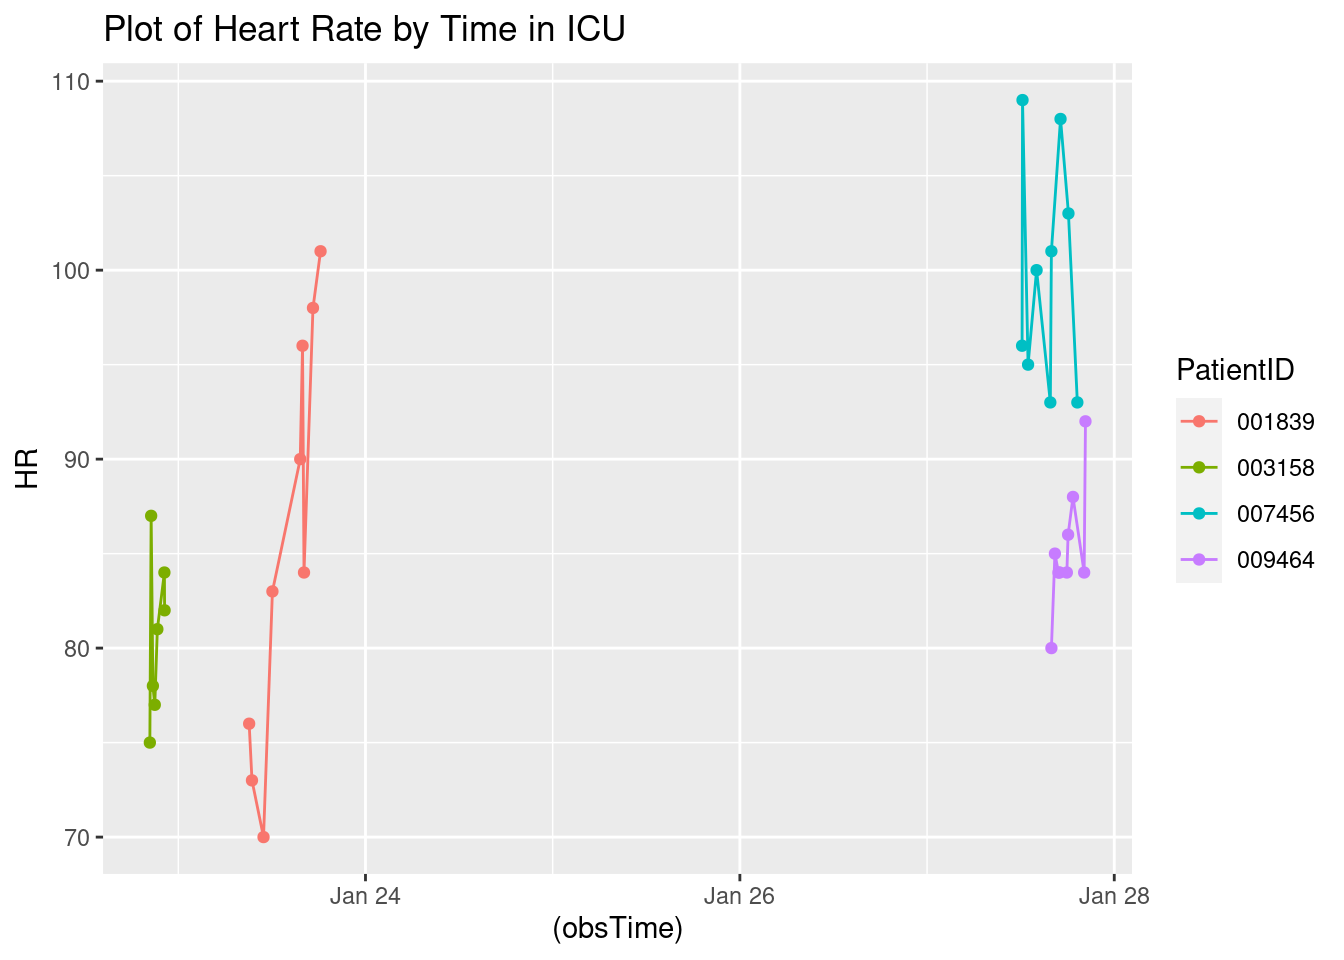 Plot of Heart Rate by Time in ICU
110
100
90
80
70
HR
Jan 24
Jan 26
Jan 28
(obsTime)
PatientID
001839
003158
007456
009464